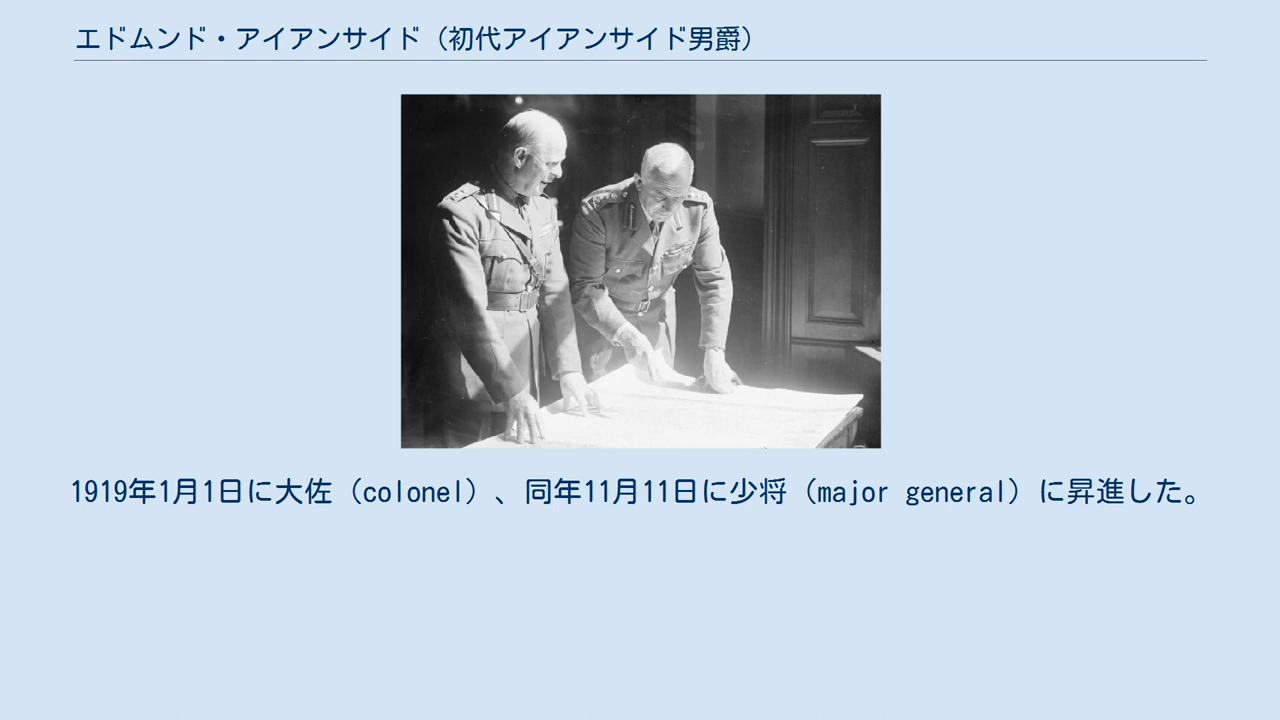 エドムンド・アイアンサイド（初代アイアンサイド男爵）
1919年1月1日に大佐（colonel）、同年11月11日に少将（major general）に昇進した。